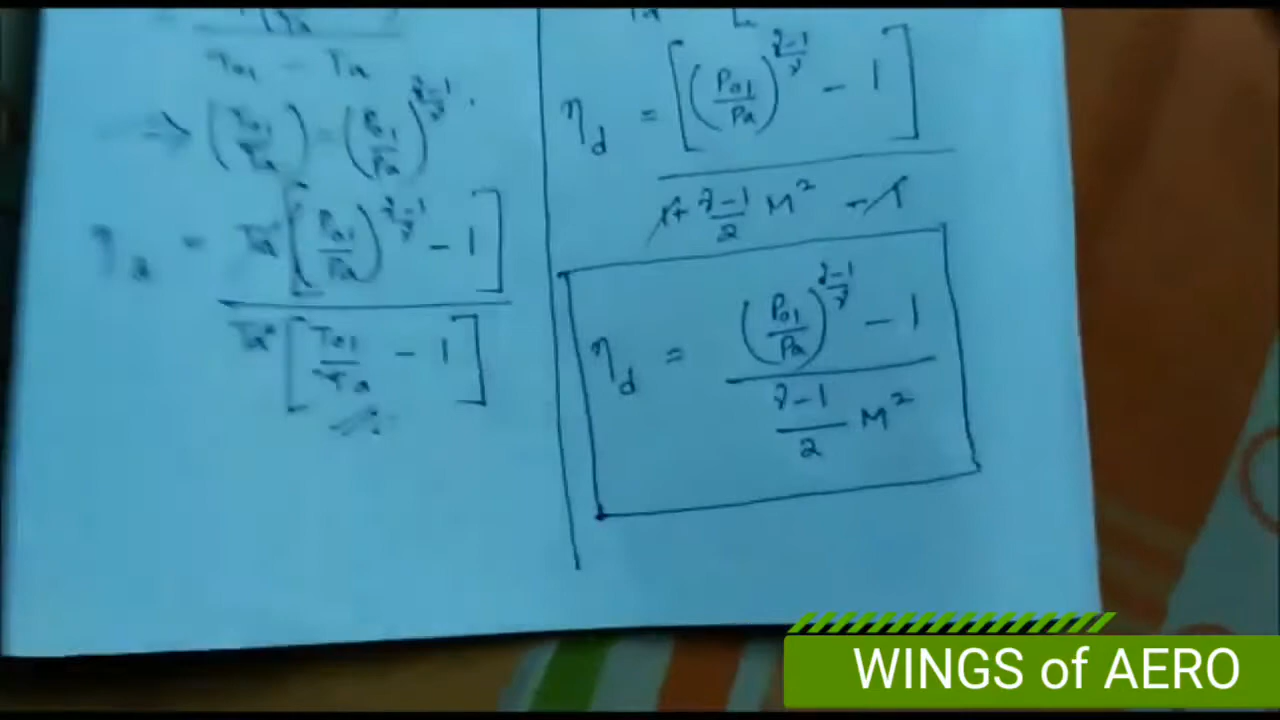 T01 - Ta
⇒ (T01/Ta) = (P01/Pa)^(γ-1/γ).
ηd = Ta [(P01/Pa)^(γ-1/γ) - 1]
Ta [T01/Ta - 1]
ηd = [(P01/Pa)^(γ-1/γ) - 1]
1 + γ-1/2 M² - 1
ηd = (P01/Pa)^(γ-1/γ) - 1
γ-1/2 M²
WINGS of AERO